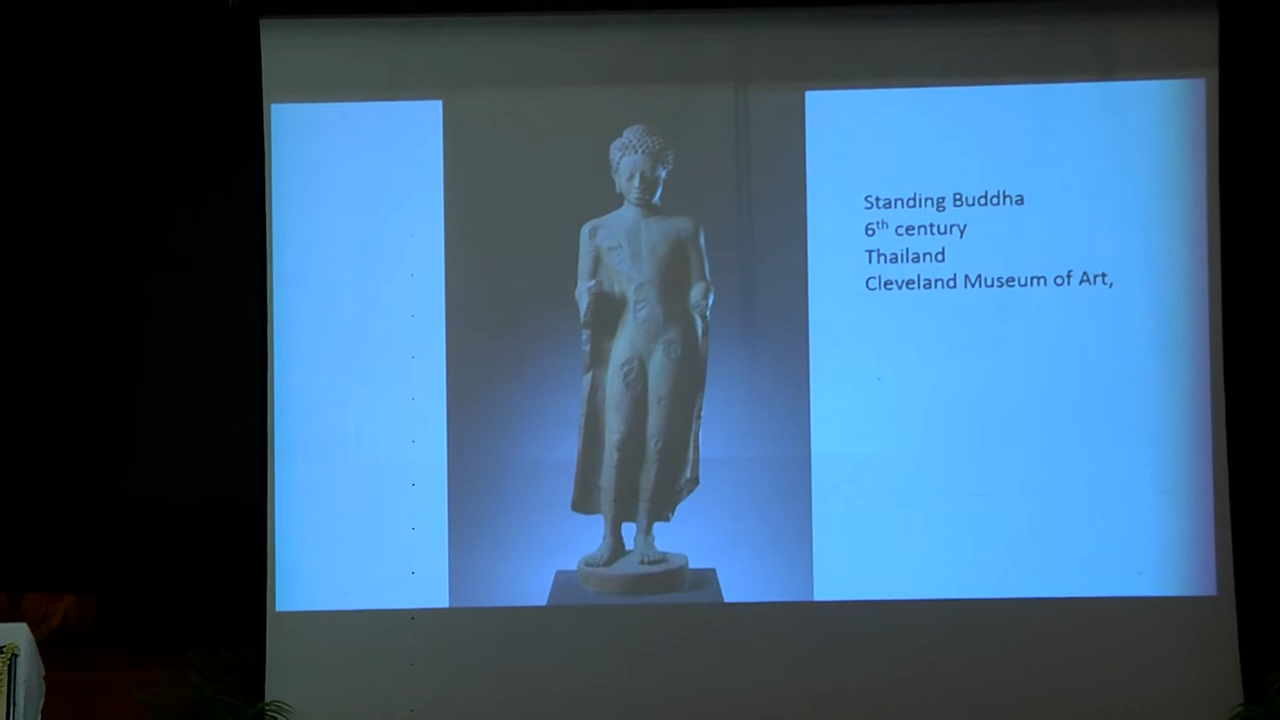 Standing Buddha
6th century
Thailand
Cleveland Museum of Art,